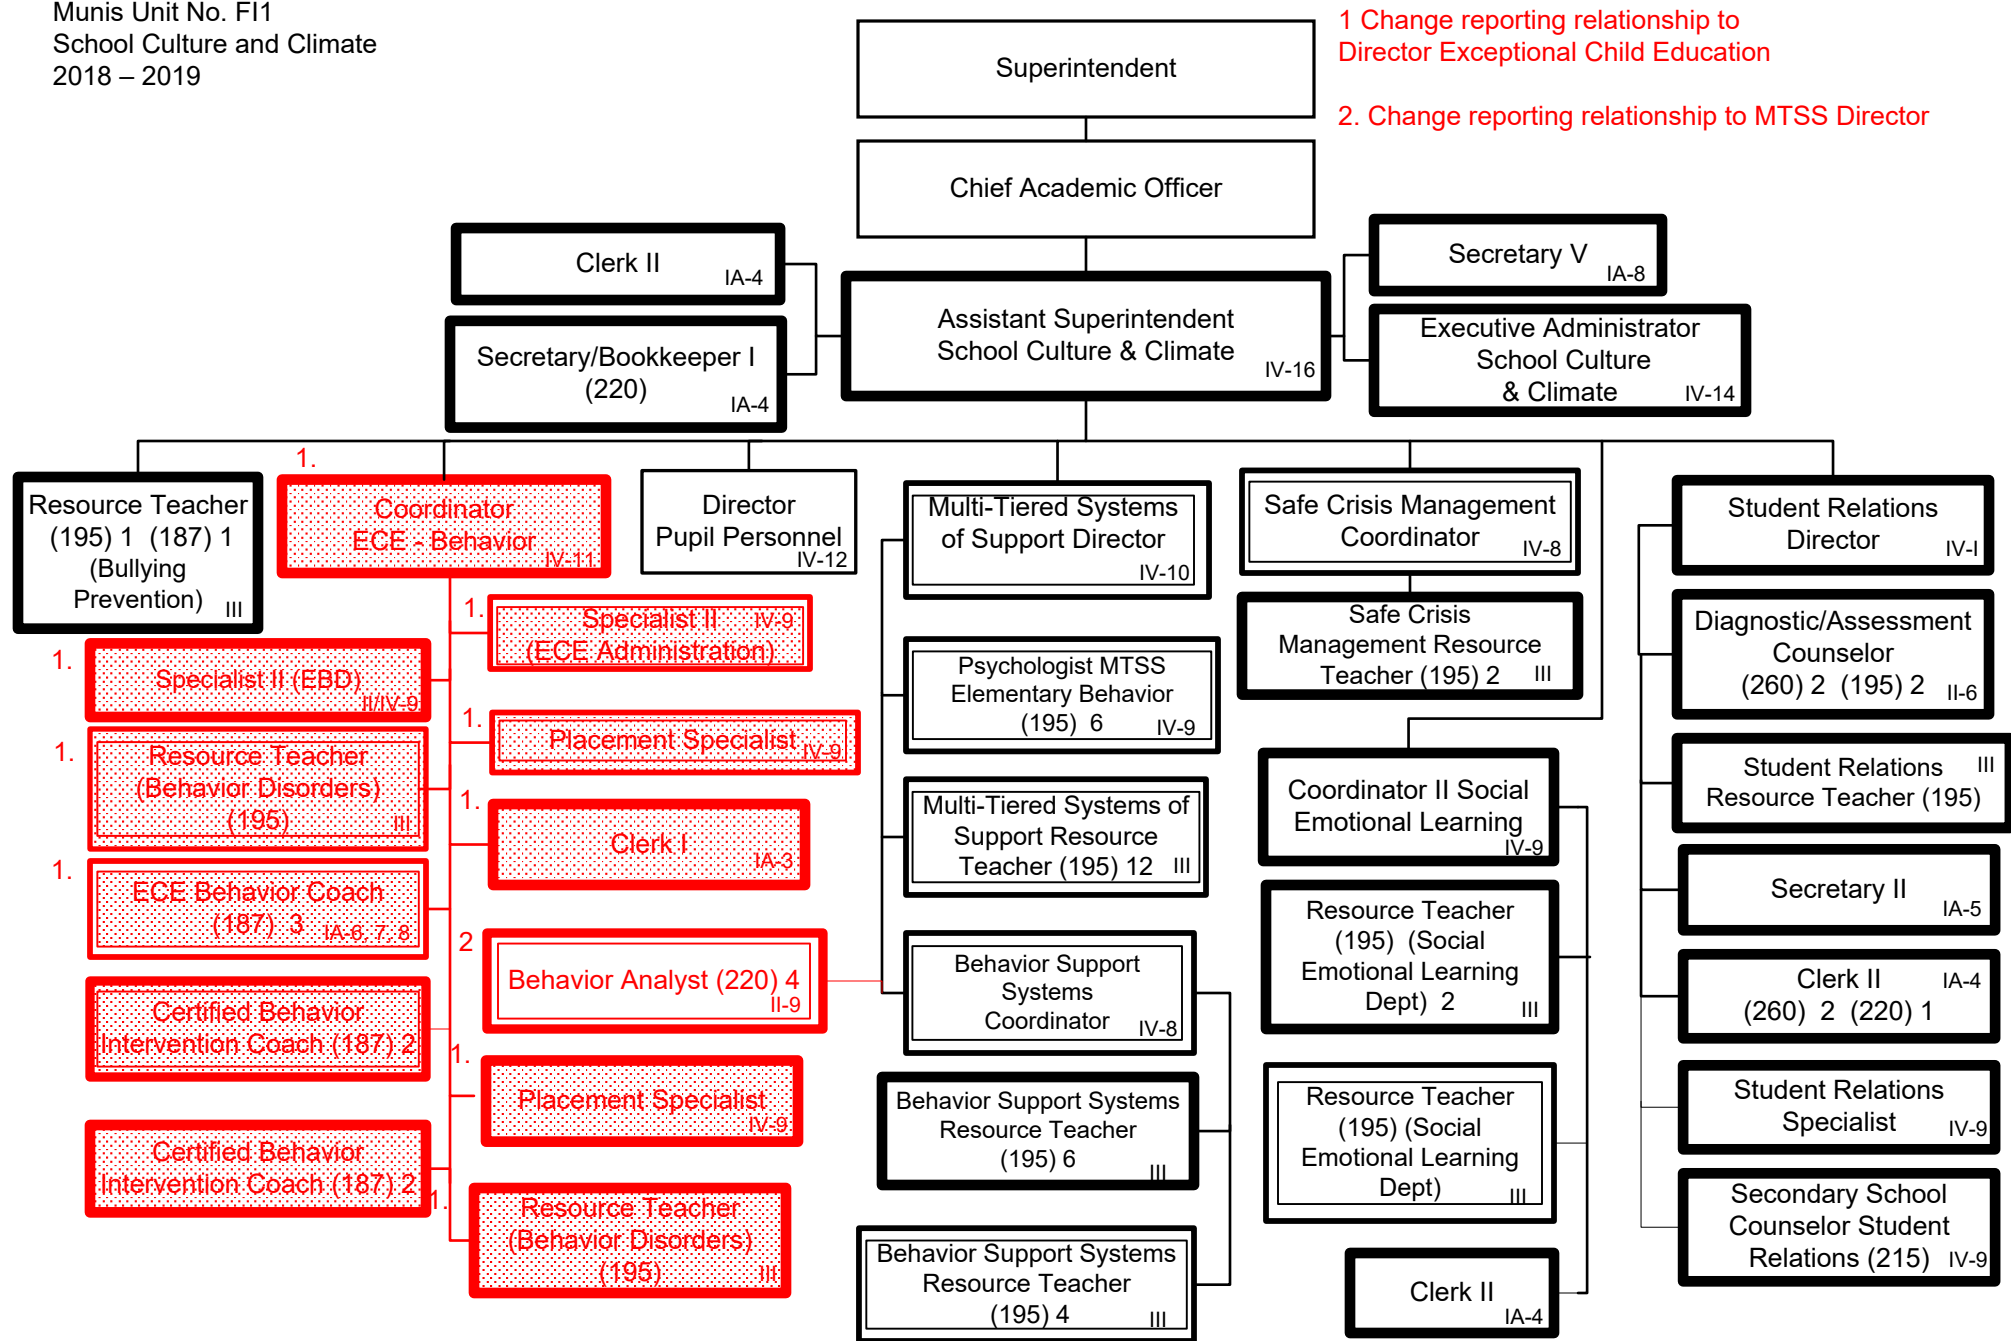 Munis Unit No. FI1
School Culture and Climate
2018 – 2019
1 Change reporting relationship to
Director Exceptional Child Education
2. Change reporting relationship to MTSS Director
Superintendent
Chief Academic Officer
Clerk II
IA-4
Secretary/Bookkeeper I
(220)
IA-4
Assistant Superintendent
School Culture & Climate
IV-16
Secretary V
IA-8
Executive Administrator
School Culture
& Climate
IV-14
Resource Teacher
(195) 1 (187) 1
(Bullying
Prevention)
III
1.
Coordinator
ECE - Behavior
IV-11
Director
Pupil Personnel
IV-12
Multi-Tiered Systems
of Support Director
IV-10
Safe Crisis Management
Coordinator
IV-8
Student Relations
Director
IV-I
1.
Specialist II
IV-9
(ECE Administration)
1.
Specialist II (EBD)
II/IV-9
1.
Placement Specialist
IV-9
1.
Resource Teacher
(Behavior Disorders)
(195)
III
1.
Clerk I
IA-3
1.
ECE Behavior Coach
(187) 3
IA-6, 7, 8
2
Behavior Analyst (220) 4
II-9
Certified Behavior
Intervention Coach (187) 2
1.
Placement Specialist
IV-9
Certified Behavior
Intervention Coach (187) 2
1.
Resource Teacher
(Behavior Disorders)
(195)
III
Psychologist MTSS
Elementary Behavior
(195) 6
IV-9
Multi-Tiered Systems of
Support Resource
Teacher (195) 12
III
Behavior Support
Systems
Coordinator
IV-8
Behavior Support Systems
Resource Teacher
(195) 6
III
Behavior Support Systems
Resource Teacher
(195) 4
III
Safe Crisis
Management Resource
Teacher (195) 2
III
Coordinator II Social
Emotional Learning
IV-9
Resource Teacher
(195) (Social
Emotional Learning
Dept) 2
III
Resource Teacher
(195) (Social
Emotional Learning
Dept)
III
Clerk II
IA-4
Diagnostic/Assessment
Counselor
(260) 2 (195) 2
II-6
Student Relations
III
Resource Teacher (195)
Secretary II
IA-5
Clerk II
IA-4
(260) 2 (220) 1
Student Relations
Specialist
IV-9
Secondary School
Counselor Student
Relations (215)
IV-9